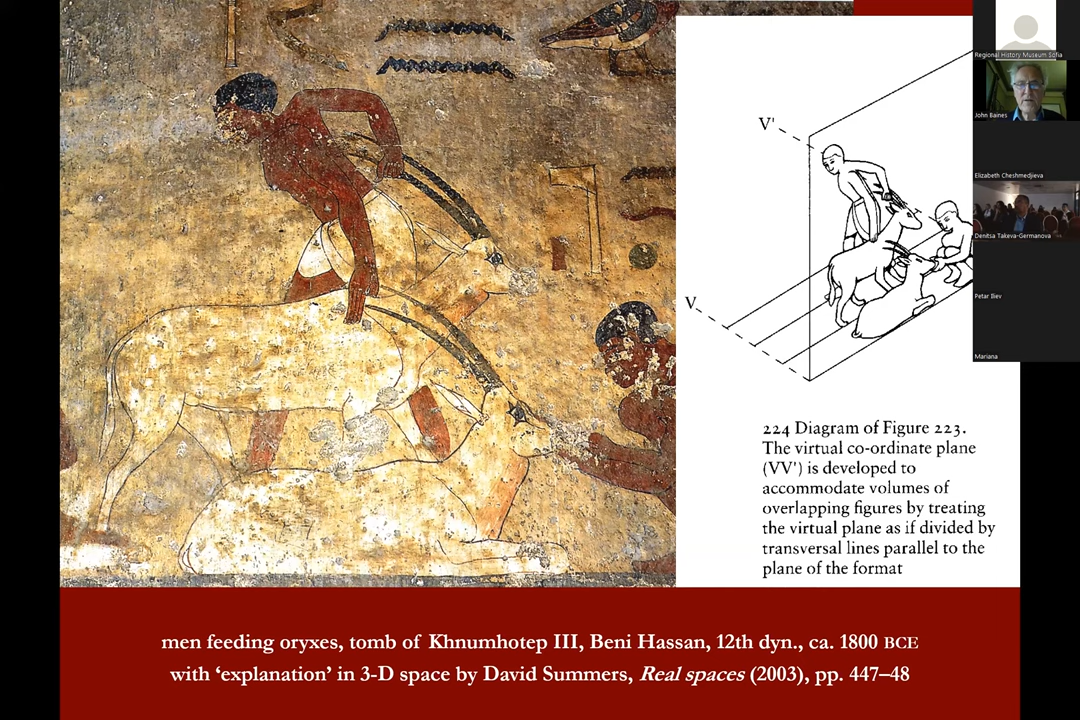 V'
V
224 Diagram of Figure 223.
The virtual co-ordinate plane
(VV') is developed to
accommodate volumes of
overlapping figures by treating
the virtual plane as if divided by
transversal lines parallel to the
plane of the format
men feeding oryxes, tomb of Khnumhotep III, Beni Hassan, 12th dyn., ca. 1800 BCE
with ‘explanation’ in 3-D space by David Summers, Real spaces (2003), pp. 447–48
Regional History Museum Sofia
John Baines
Elizabeth Cheshmedjieva
Denitsa Takeva-Germanova
Petar Iliev
Mariana